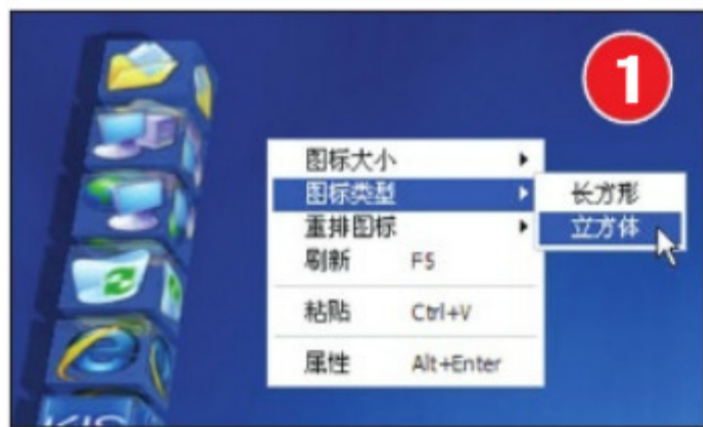 1
图标大小
图标类型
长方形
重排图标
立方体
刷新 F5
粘贴 Ctrl+V
属性 Alt+Enter
KIS